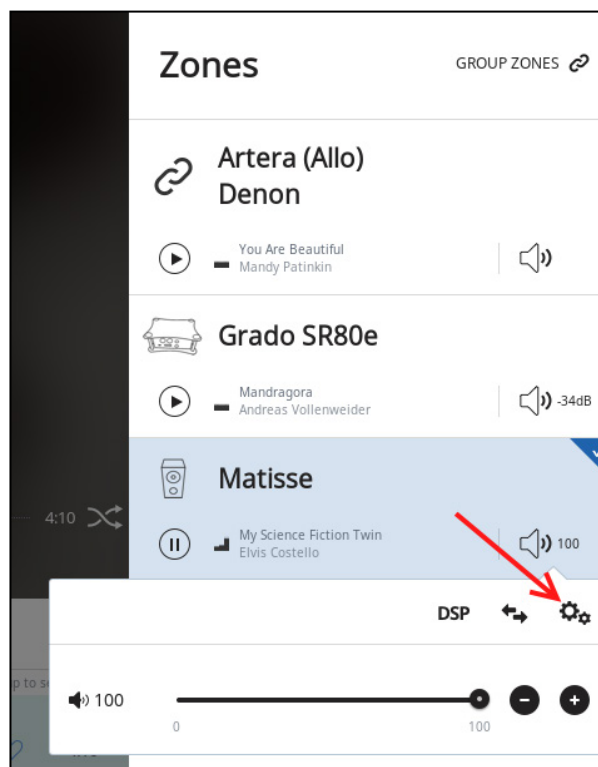 Zones
GROUP ZONES
Artera (Allo)
Denon
You Are Beautiful
Mandy Patinkin
Grado SR80e
Mandragora
Andreas Vollenweider
-34dB
Matisse
4:10
My Science Fiction Twin
Elvis Costello
100
DSP
100
0
100